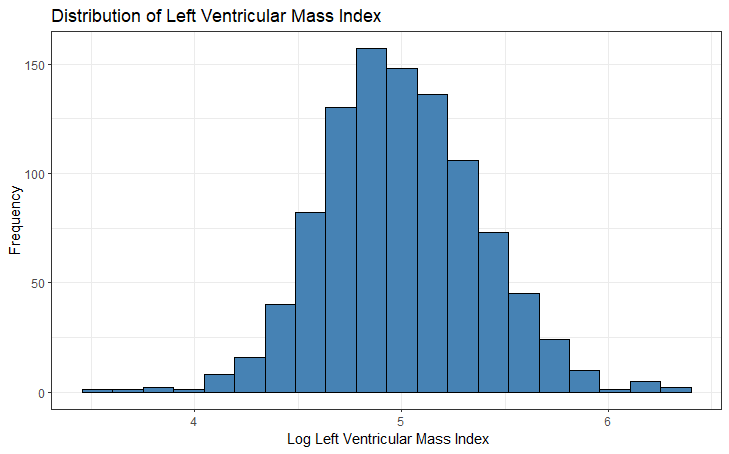 Distribution of Left Ventricular Mass Index
150
100
50
0
Frequency
4 5 6
Log Left Ventricular Mass Index